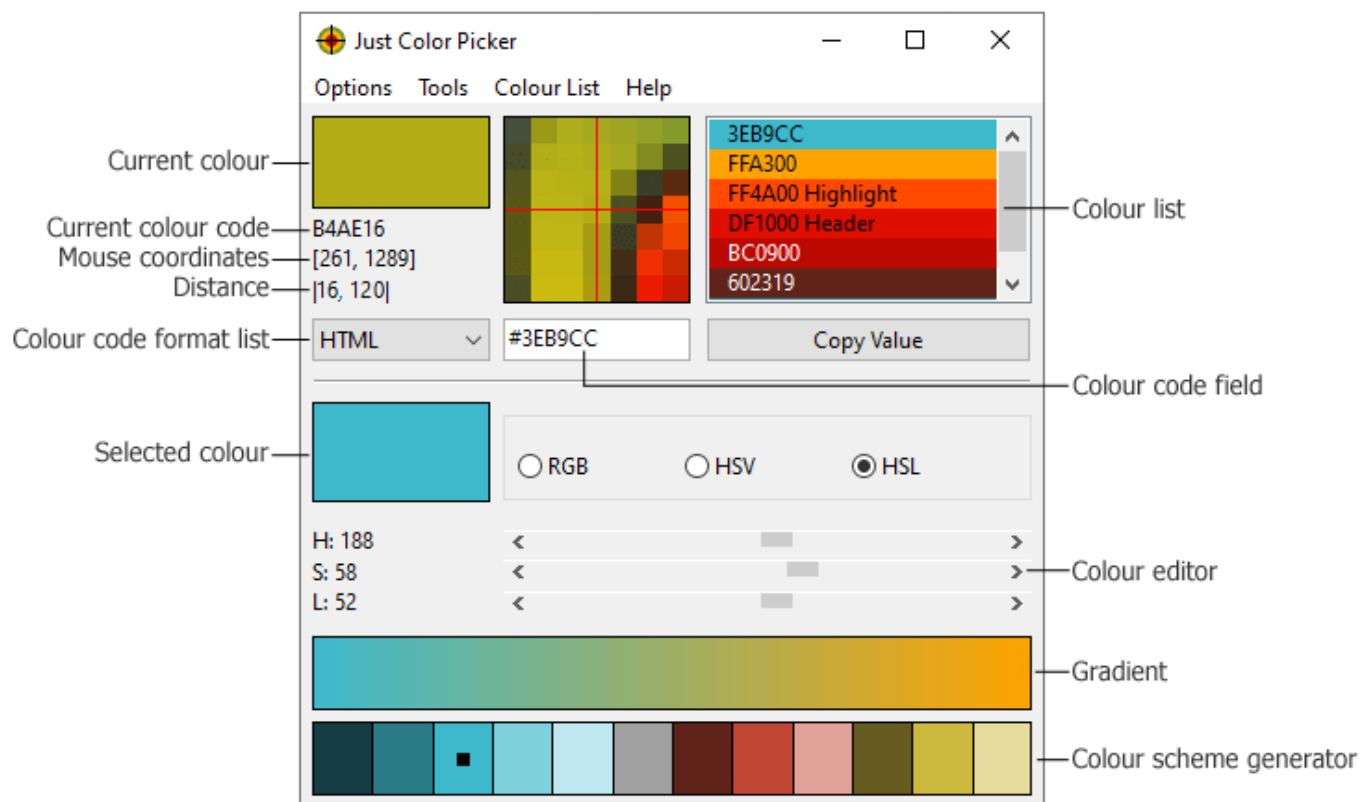 Just Color Picker
Options Tools Colour List Help
Current colour
Current colour code
Mouse coordinates
Distance
B4AE16
[261, 1289]
|16, 120|
3EB9CC
FFA300
FF4A00 Highlight
DF1000 Header
BC0900
602319
Colour list
Colour code format list
HTML
#3EB9CC
Copy Value
Colour code field
Selected colour
RGB HSV HSL
H: 188
S: 58
L: 52
Colour editor
Gradient
Colour scheme generator